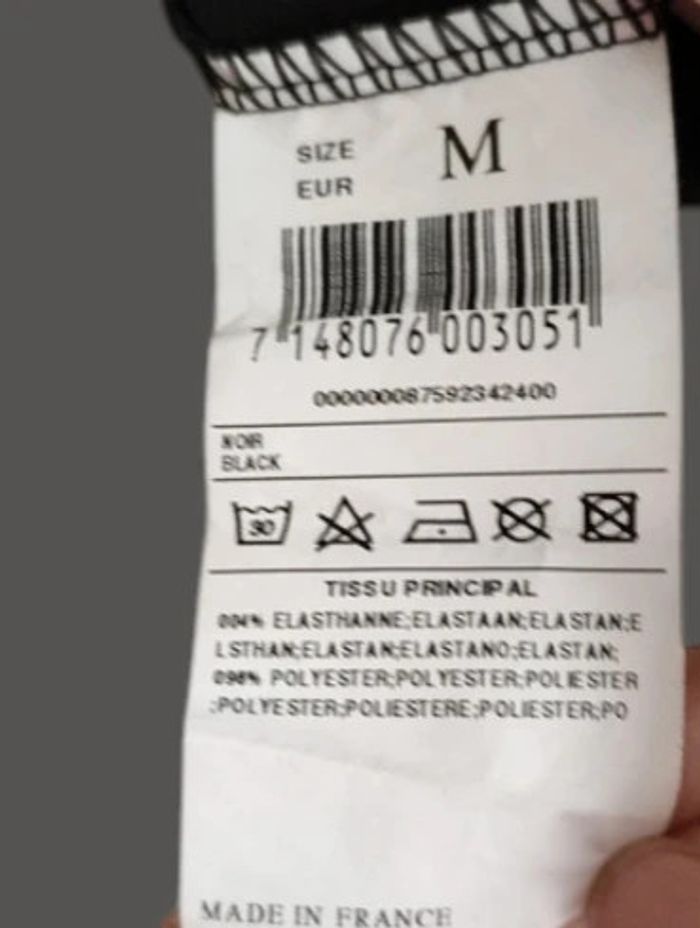 SIZE M
EUR
7 148076 003051
000000087592342400
NOIR
BLACK
30
TISSU PRINCIPAL
004% ELASTHANNE;ELASTAAN;ELASTAN;E
LSTHAN;ELASTAN;ELASTANO;ELASTAN;
096% POLYESTER;POLYESTER;POLIESTER
;POLYESTER;POLIESTERE;POLIESTER;PO
MADE IN FRANCE